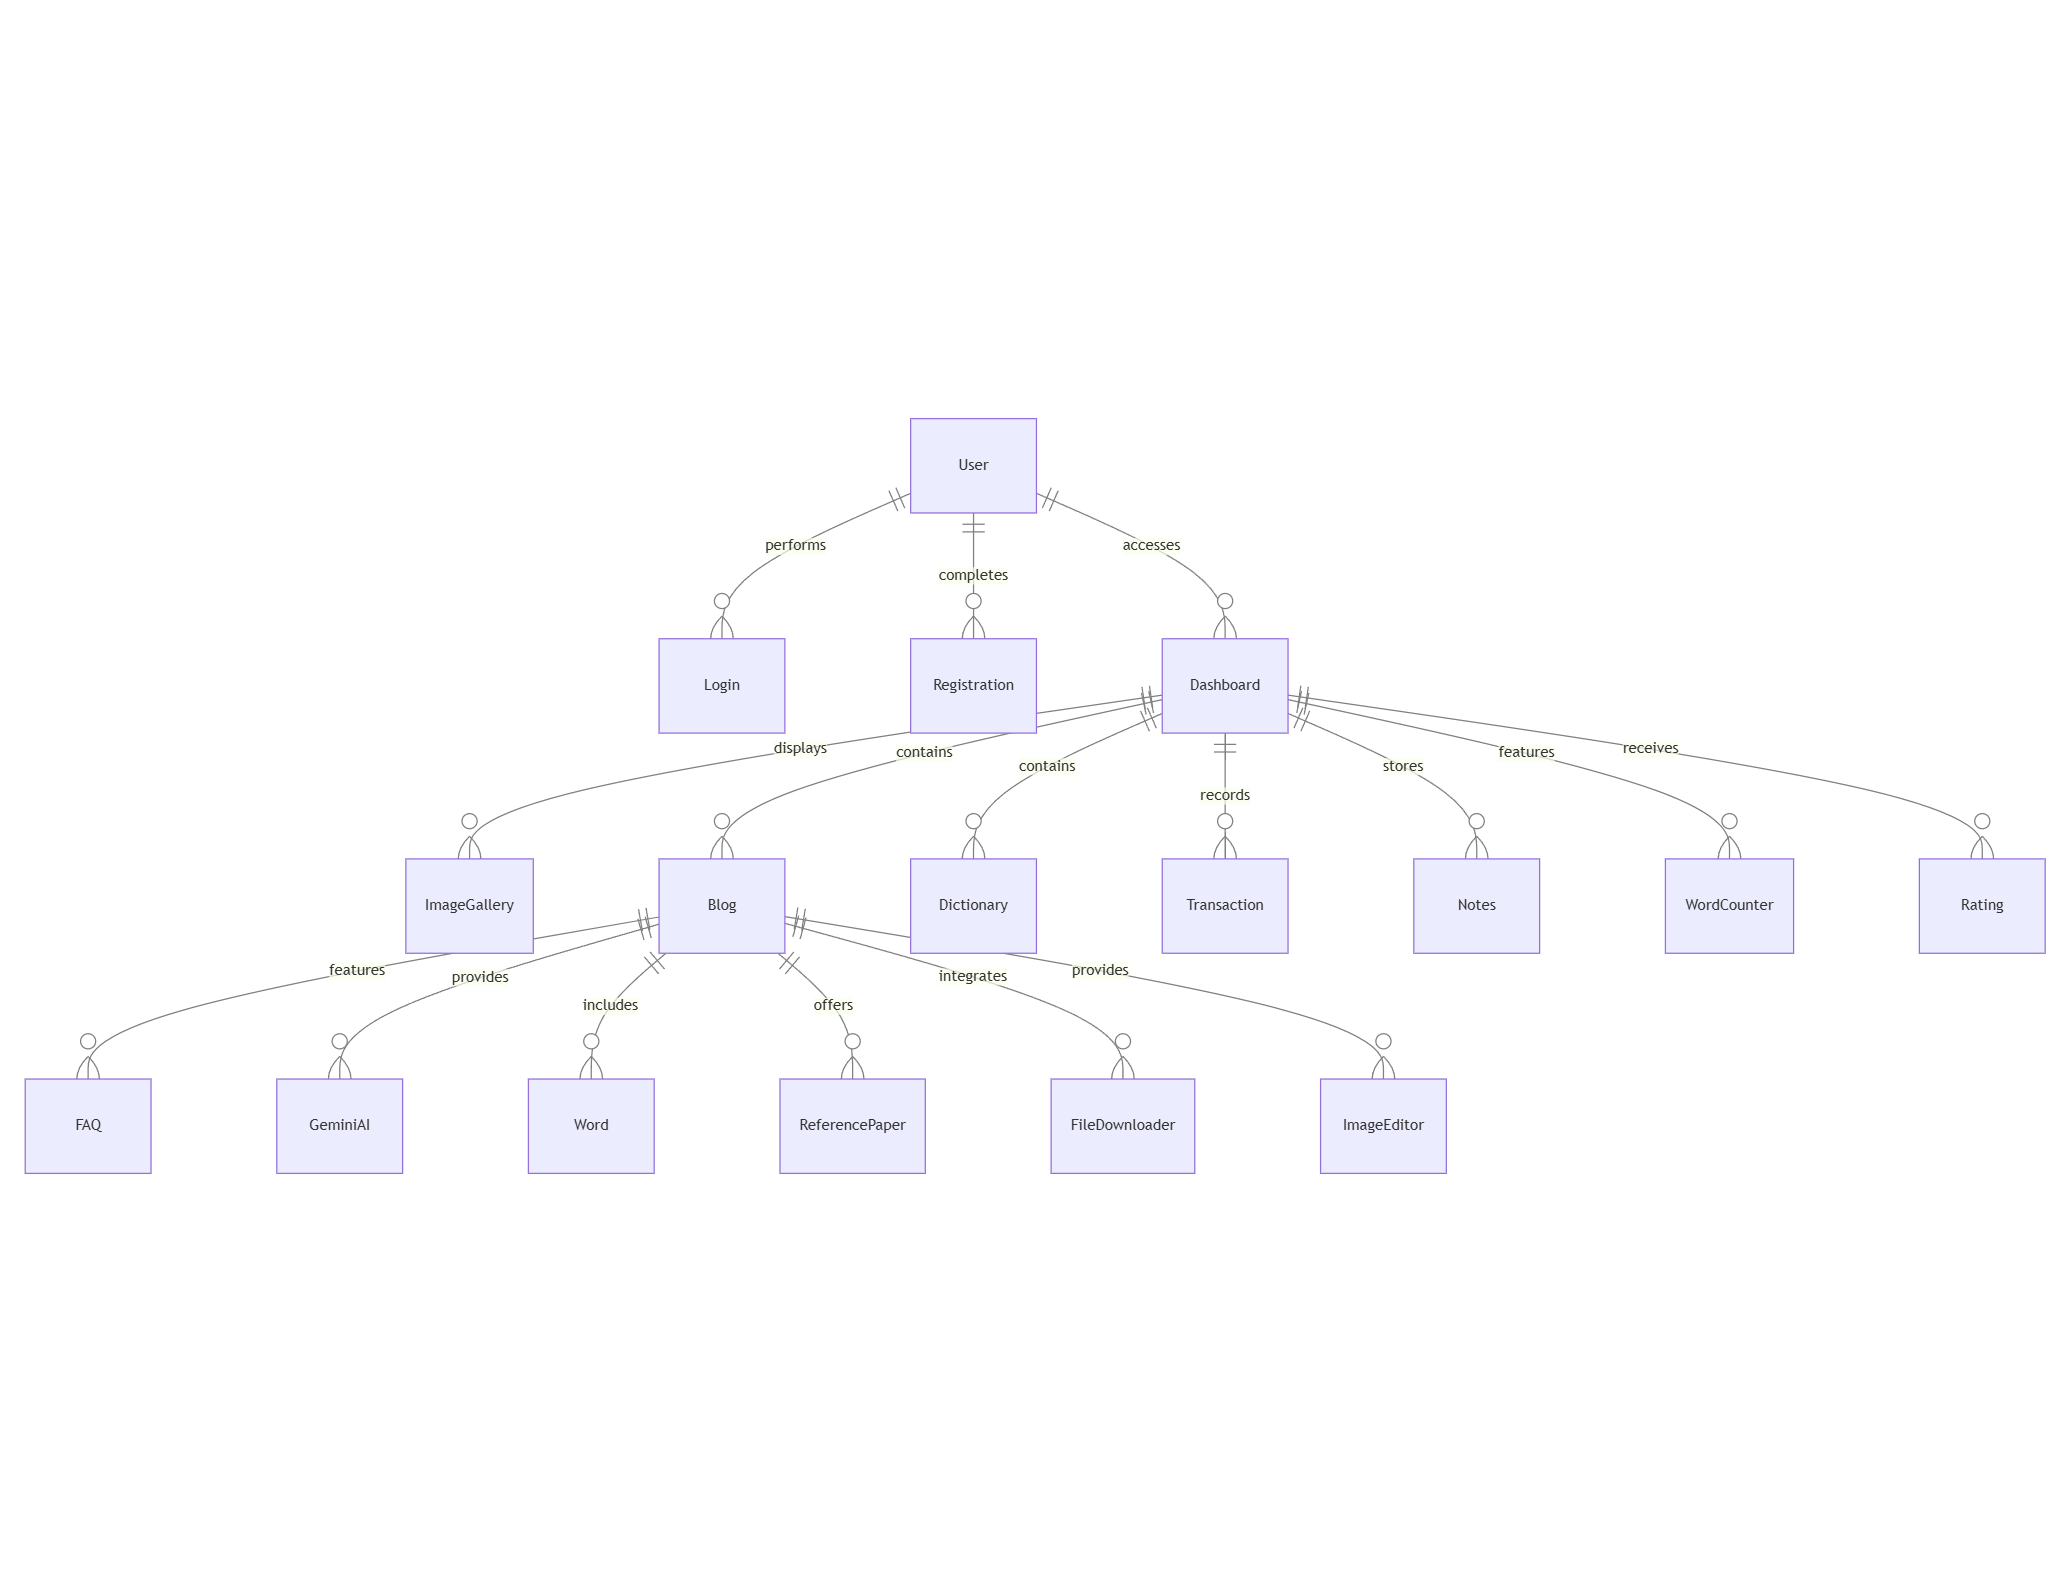 User
performs
accesses
completes
Login
Registration
Dashboard
displays
contains
contains
records
stores
features
receives
ImageGallery
Blog
Dictionary
Transaction
Notes
WordCounter
Rating
features
provides
includes
offers
integrates
provides
FAQ
GeminiAI
Word
ReferencePaper
FileDownloader
ImageEditor